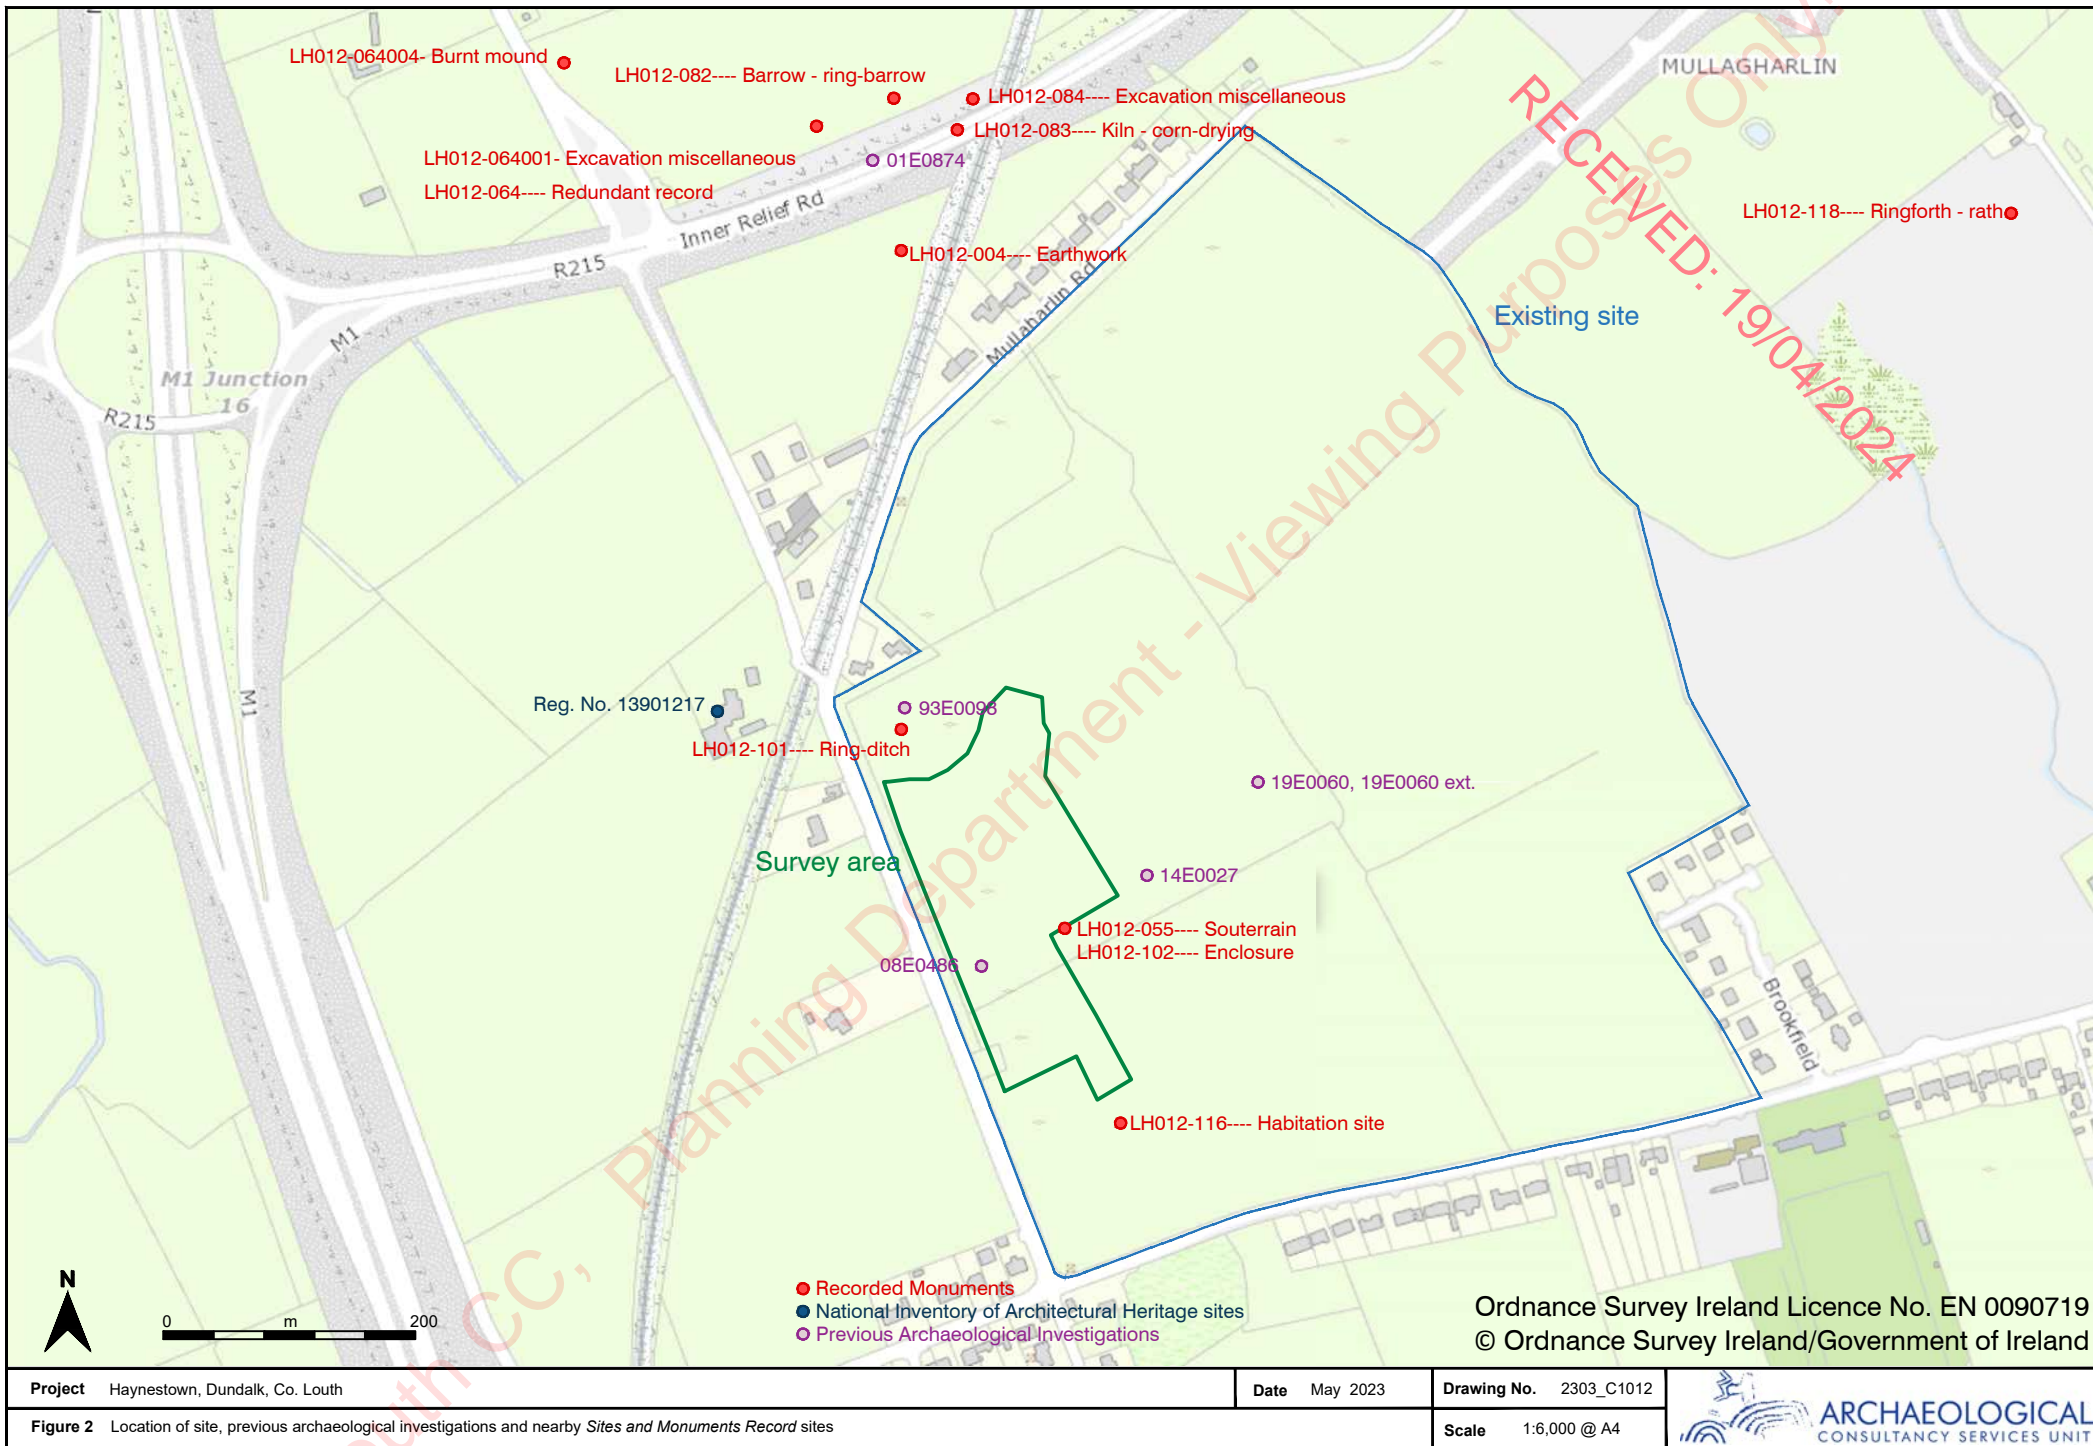 LH012-064004- Burnt mound
LH012-082---- Barrow - ring-barrow
LH012-084---- Excavation miscellaneous
LH012-083---- Kiln - corn-drying
LH012-064001- Excavation miscellaneous
LH012-064---- Redundant record
01E0874
MULLAGHARLIN
RECEIVED: 19/04/2024
LH012-118---- Ringforth - rath
Inner Relief Rd
R215
LH012-004---- Earthwork
Mullaharlin Rd
Existing site
M1
M1 Junction
16
R215
M1
Reg. No. 13901217
93E0098
LH012-101---- Ring-ditch
19E0060, 19E0060 ext.
Survey area
14E0027
LH012-055---- Souterrain
LH012-102---- Enclosure
08E0486
Brookfield
LH012-116---- Habitation site
outh CC, Planning Department - Viewing Purposes Only
N
0 m 200
Recorded Monuments
National Inventory of Architectural Heritage sites
Previous Archaeological Investigations
Ordnance Survey Ireland Licence No. EN 0090719
© Ordnance Survey Ireland/Government of Ireland
Project Haynestown, Dundalk, Co. Louth
Date May 2023
Drawing No. 2303_C1012
Figure 2 Location of site, previous archaeological investigations and nearby Sites and Monuments Record sites
Scale 1:6,000 @ A4
ARCHAEOLOGICAL
CONSULTANCY SERVICES UNIT